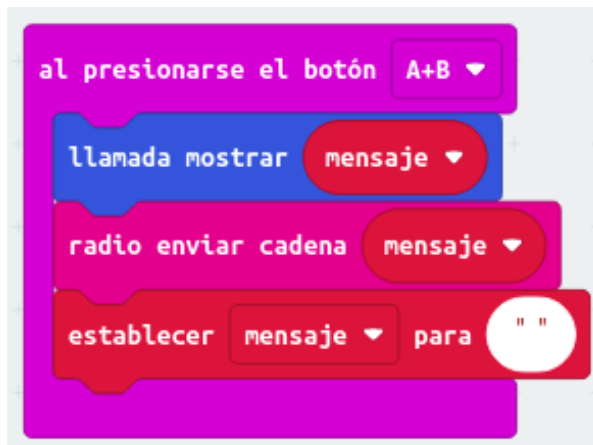 al presionarse el botón A+B
llamada mostrar mensaje
radio enviar cadena mensaje
establecer mensaje para " "